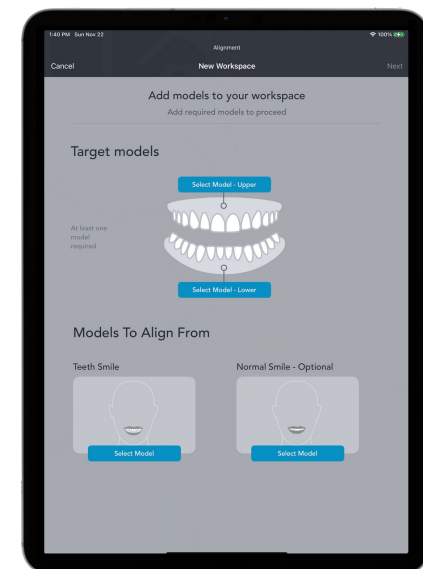 1:40 PM Sun Nov 22
100%
Alignment
Cancel
New Workspace
Next
Add models to your workspace
Add required models to proceed
Target models
Select Model - Upper
At least one
model
required
Select Model - Lower
Models To Align From
Teeth Smile
Normal Smile - Optional
Select Model
Select Model